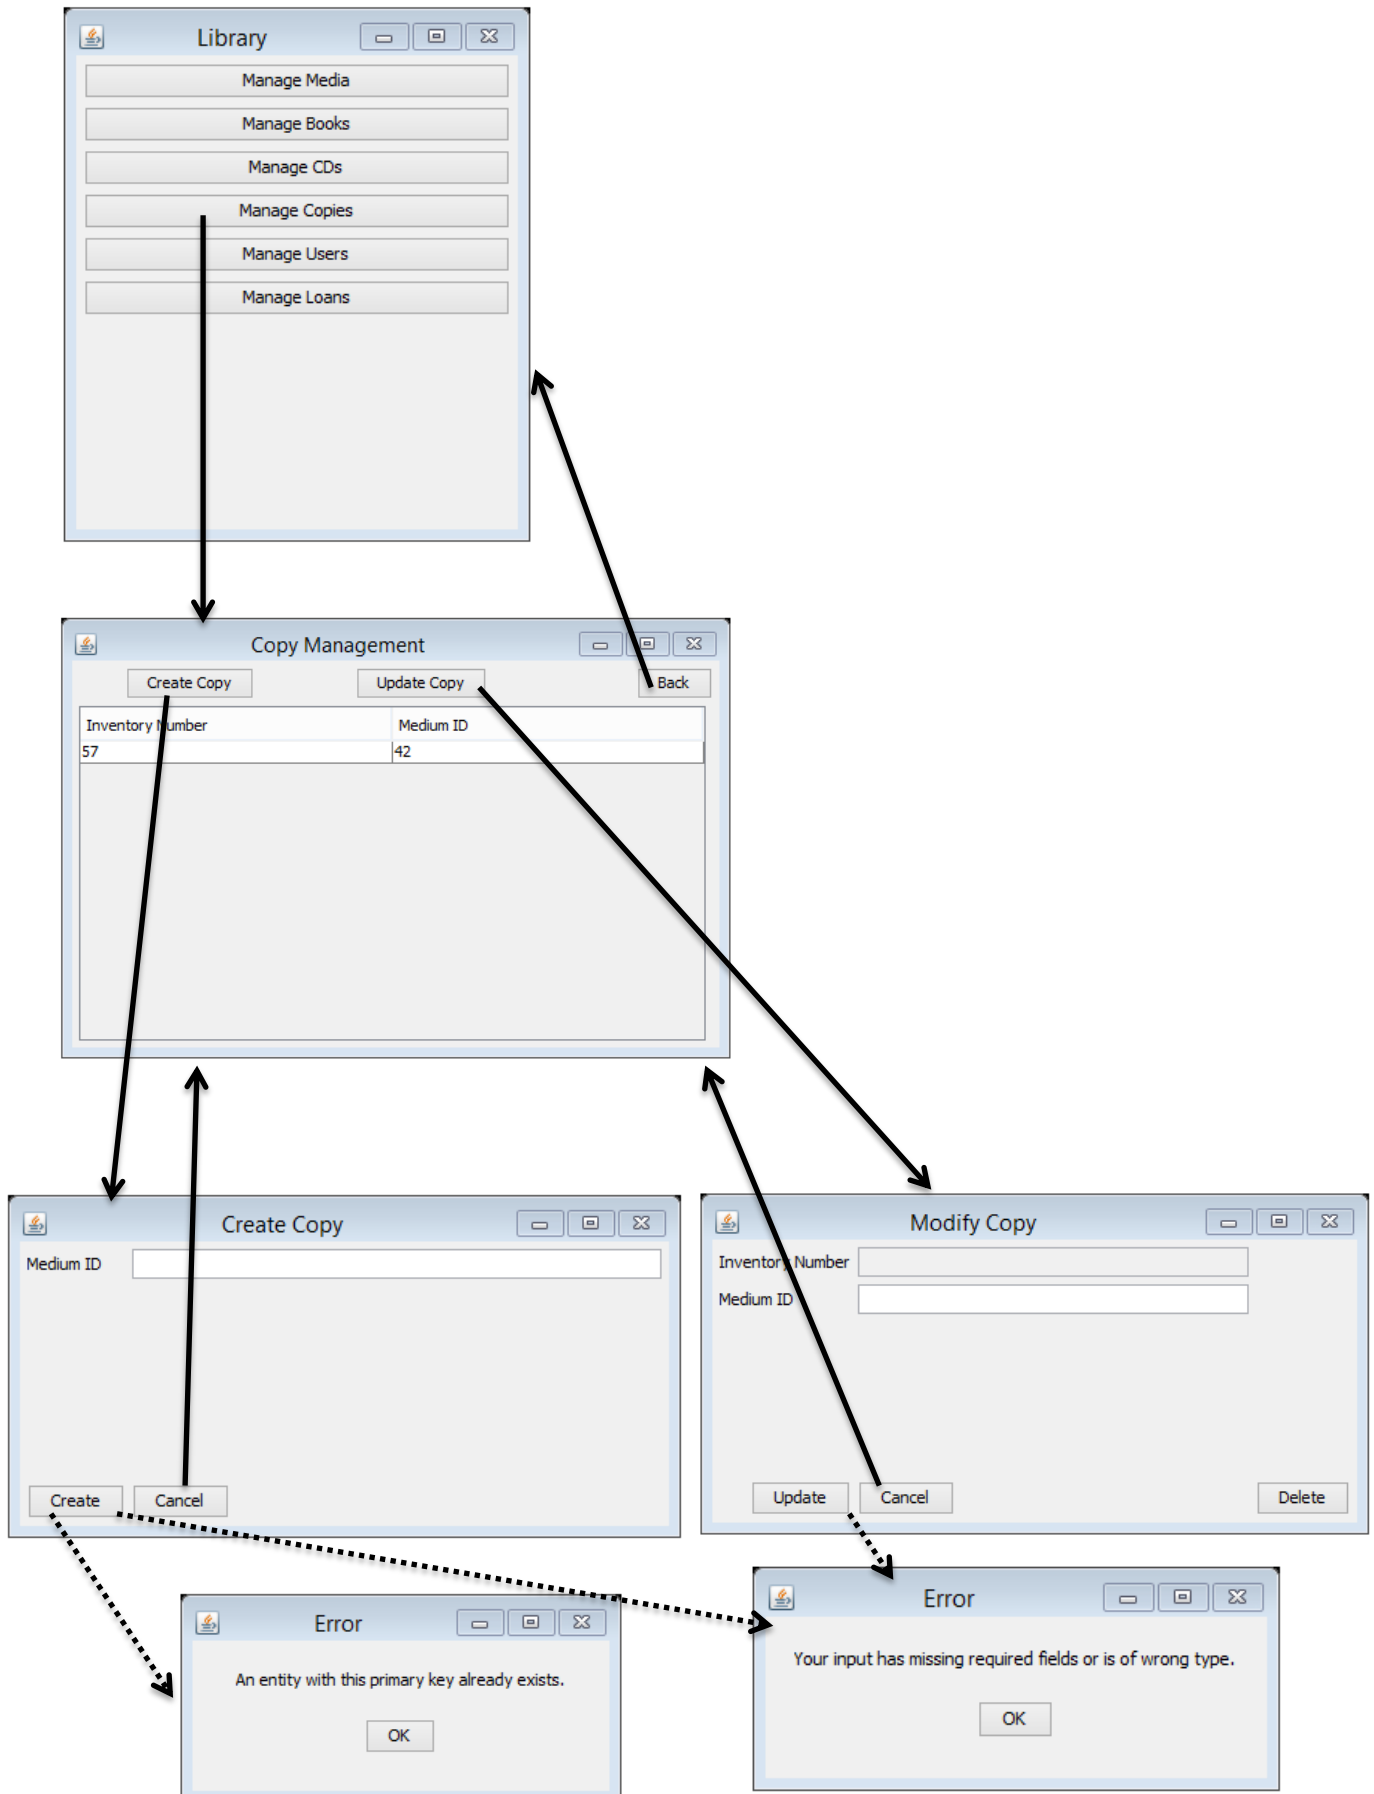 Library
Manage Media
Manage Books
Manage CDs
Manage Copies
Manage Users
Manage Loans
Copy Management
Create Copy Update Copy Back
Inventory Number Medium ID
57 42
Create Copy
Medium ID
Create Cancel
Modify Copy
Inventory Number
Medium ID
Update Cancel Delete
Error
An entity with this primary key already exists.
OK
Error
Your input has missing required fields or is of wrong type.
OK